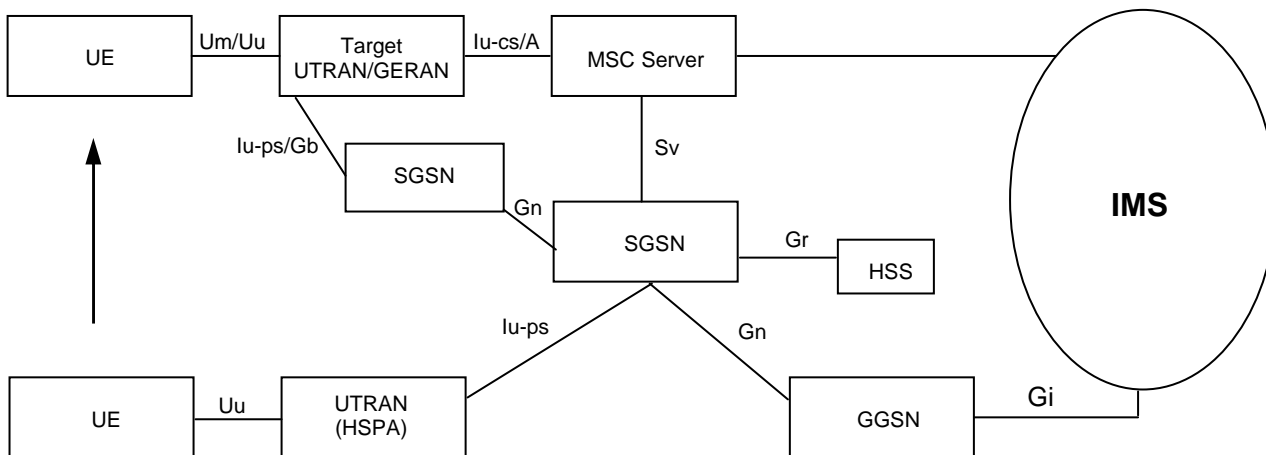 UE
Um/Uu
Target
UTRAN/GERAN
Iu-cs/A
MSC Server
Iu-ps/Gb
SGSN
Gn
Sv
SGSN
Gr
HSS
IMS
Iu-ps
Gn
UE
Uu
UTRAN
(HSPA)
GGSN
Gi